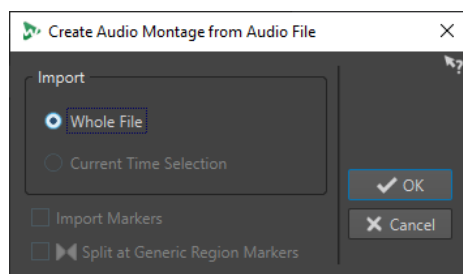 Create Audio Montage from Audio File
?
Import
Whole File
Current Time Selection
OK
Import Markers
Cancel
Split at Generic Region Markers